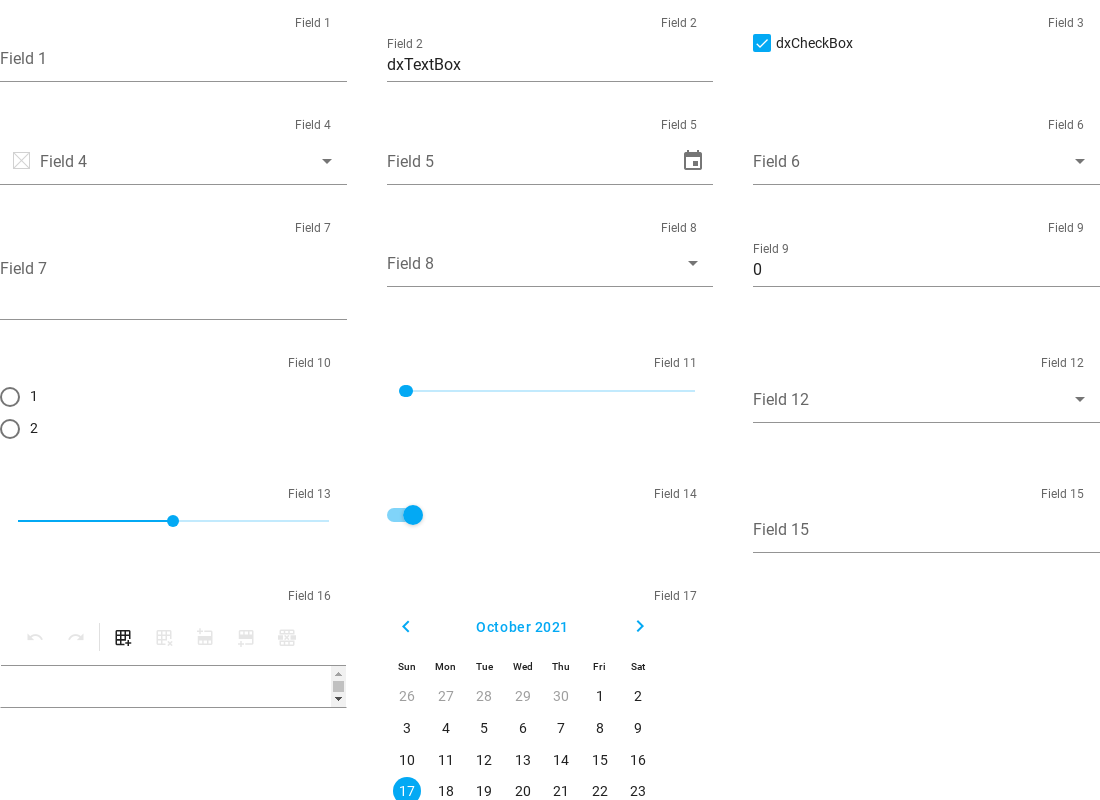 Field 1
Field 2
Field 3
Field 1
Field 2
dxTextBox
dxCheckBox
Field 4
Field 5
Field 6
Field 4
Field 5
Field 6
Field 7
Field 8
Field 9
Field 7
Field 8
Field 9
0
Field 10
Field 11
Field 12
1
2
Field 12
Field 13
Field 14
Field 15
Field 15
Field 16
Field 17
October 2021
Sun Mon Tue Wed Thu Fri Sat
26 27 28 29 30 1 2
3 4 5 6 7 8 9
10 11 12 13 14 15 16
17 18 19 20 21 22 23